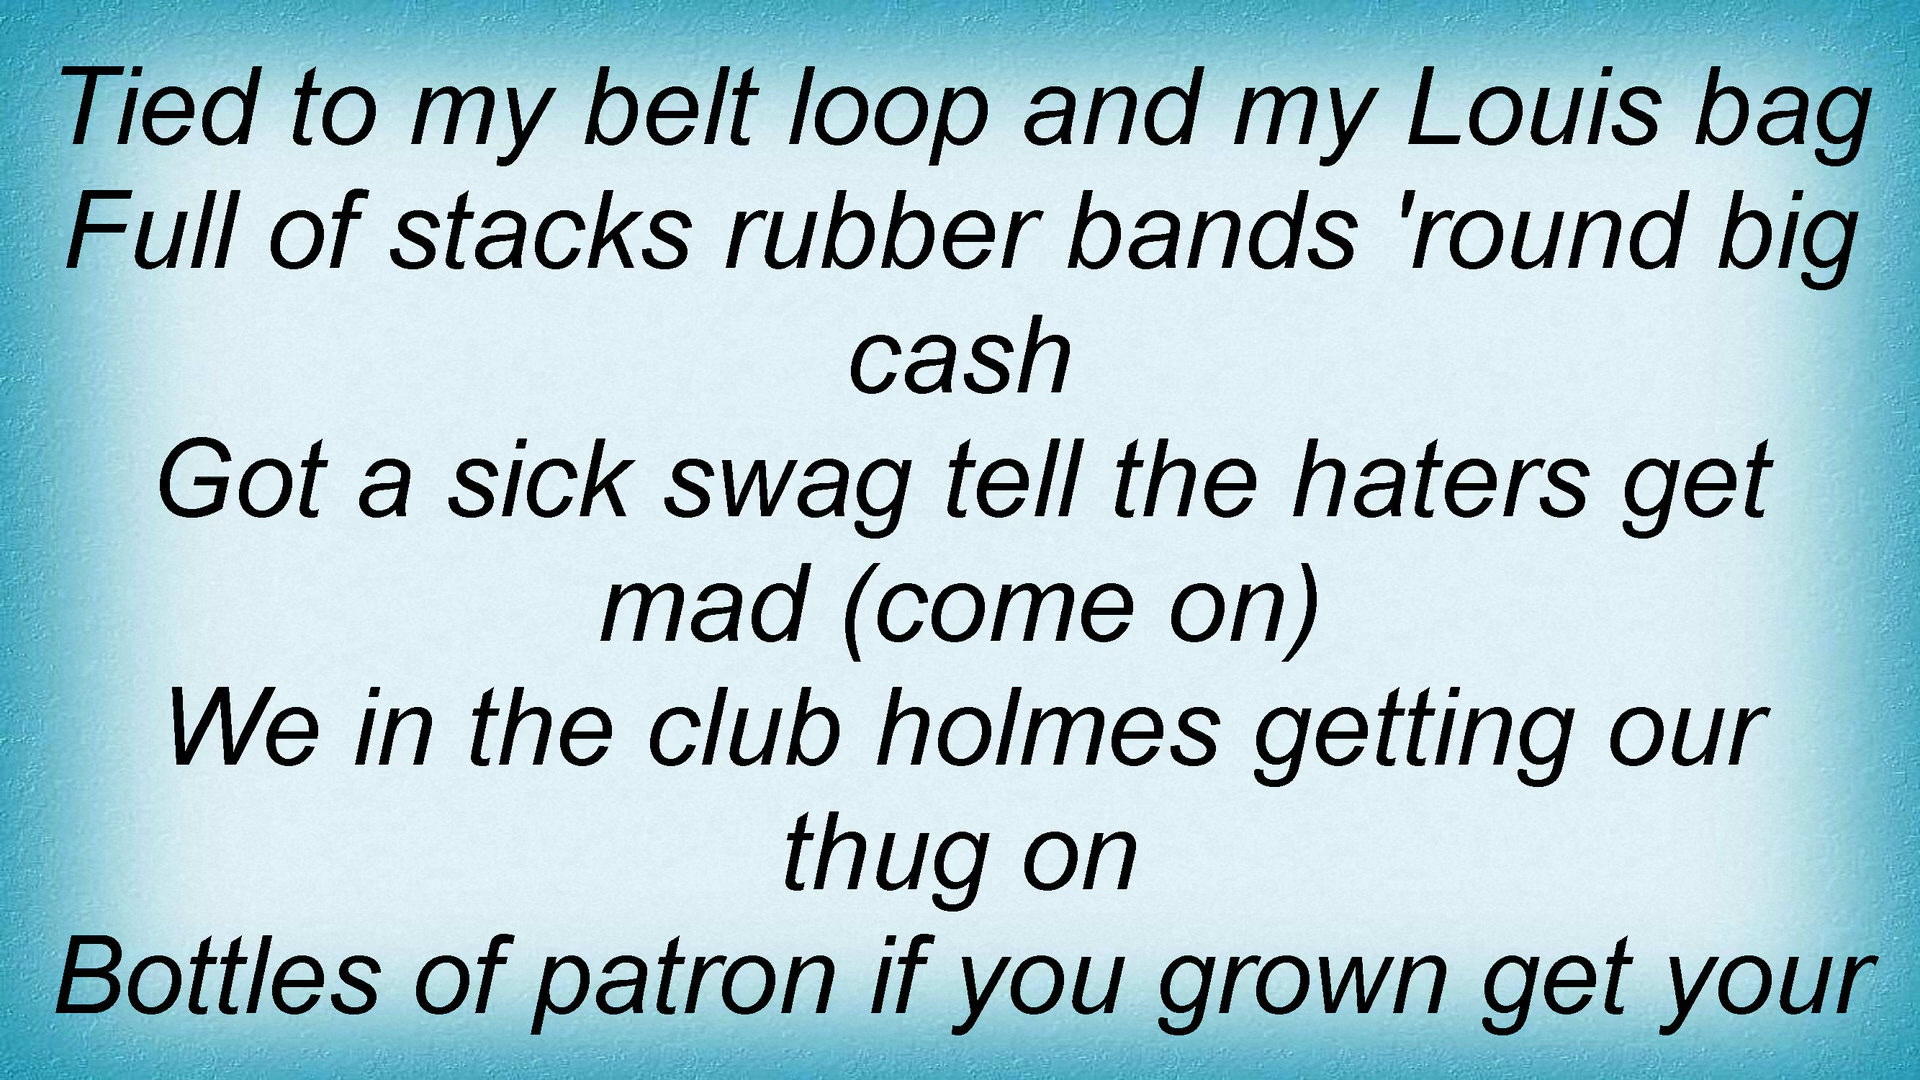 Tied to my belt loop and my Louis bag
Full of stacks rubber bands 'round big
cash
Got a sick swag tell the haters get
mad (come on)
We in the club holmes getting our
thug on
Bottles of patron if you grown get your